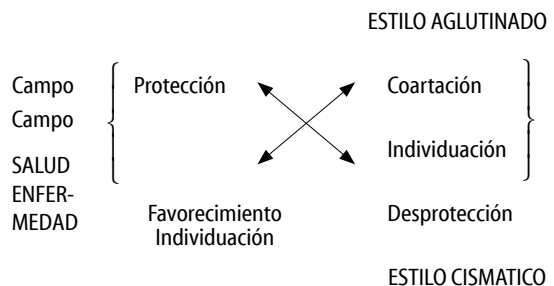 ESTILO AGLUTINADO
Campo Protección Coartación
Campo
Individuación
SALUD
ENFER-
MEDAD
Favorecimiento
Individuación
Desprotección
ESTILO CISMATICO